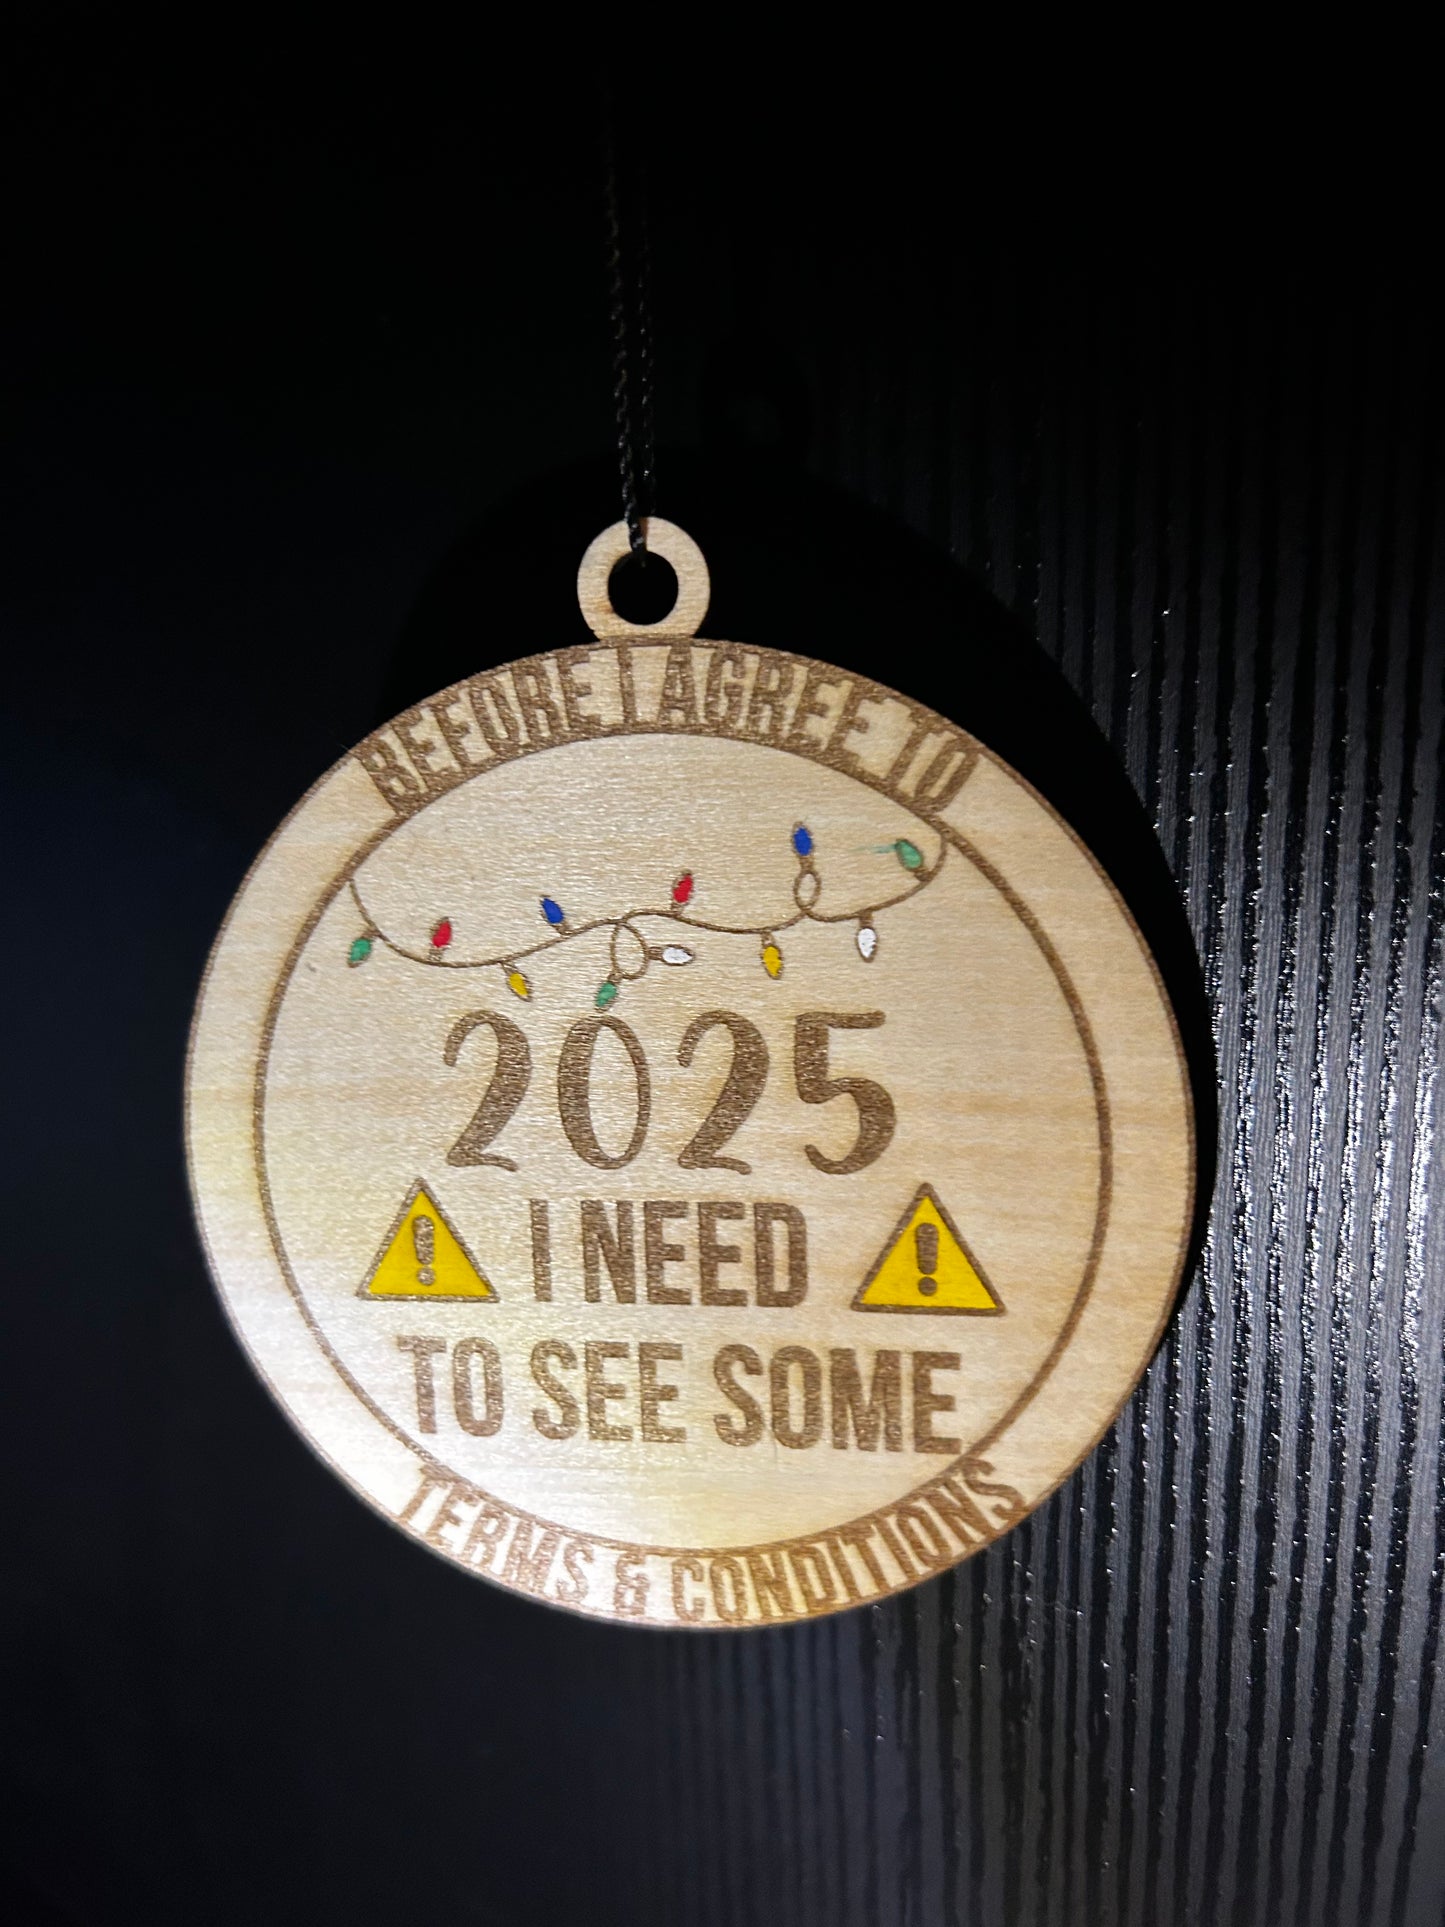 BEFORE I AGREE TO
2025
! I NEED !
TO SEE SOME
TERMS & CONDITIONS